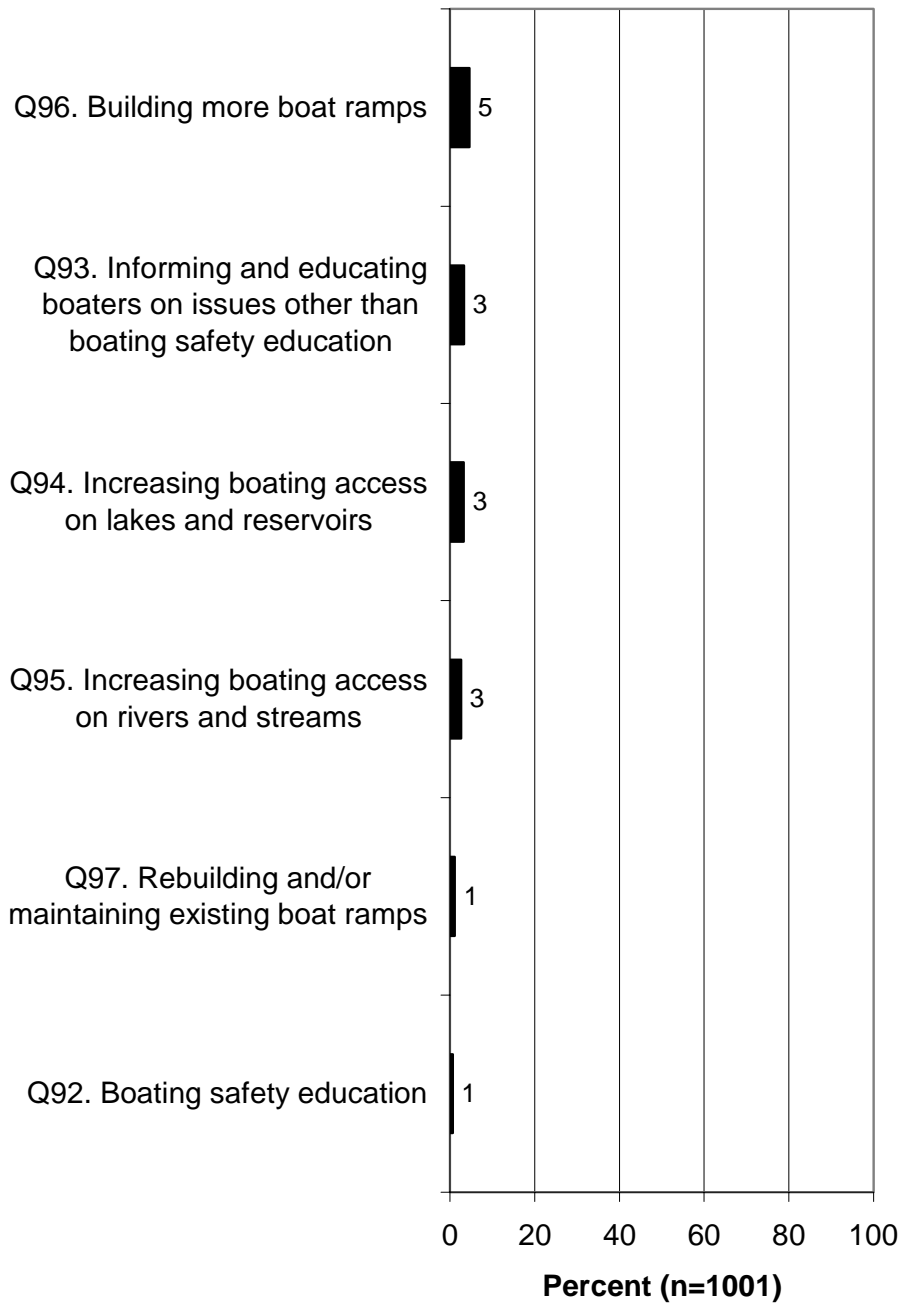 Q96. Building more boat ramps
5
Q93. Informing and educating
boaters on issues other than
boating safety education
3
Q94. Increasing boating access
on lakes and reservoirs
3
Q95. Increasing boating access
on rivers and streams
3
Q97. Rebuilding and/or
maintaining existing boat ramps
1
Q92. Boating safety education
1
0 20 40 60 80 100
Percent (n=1001)